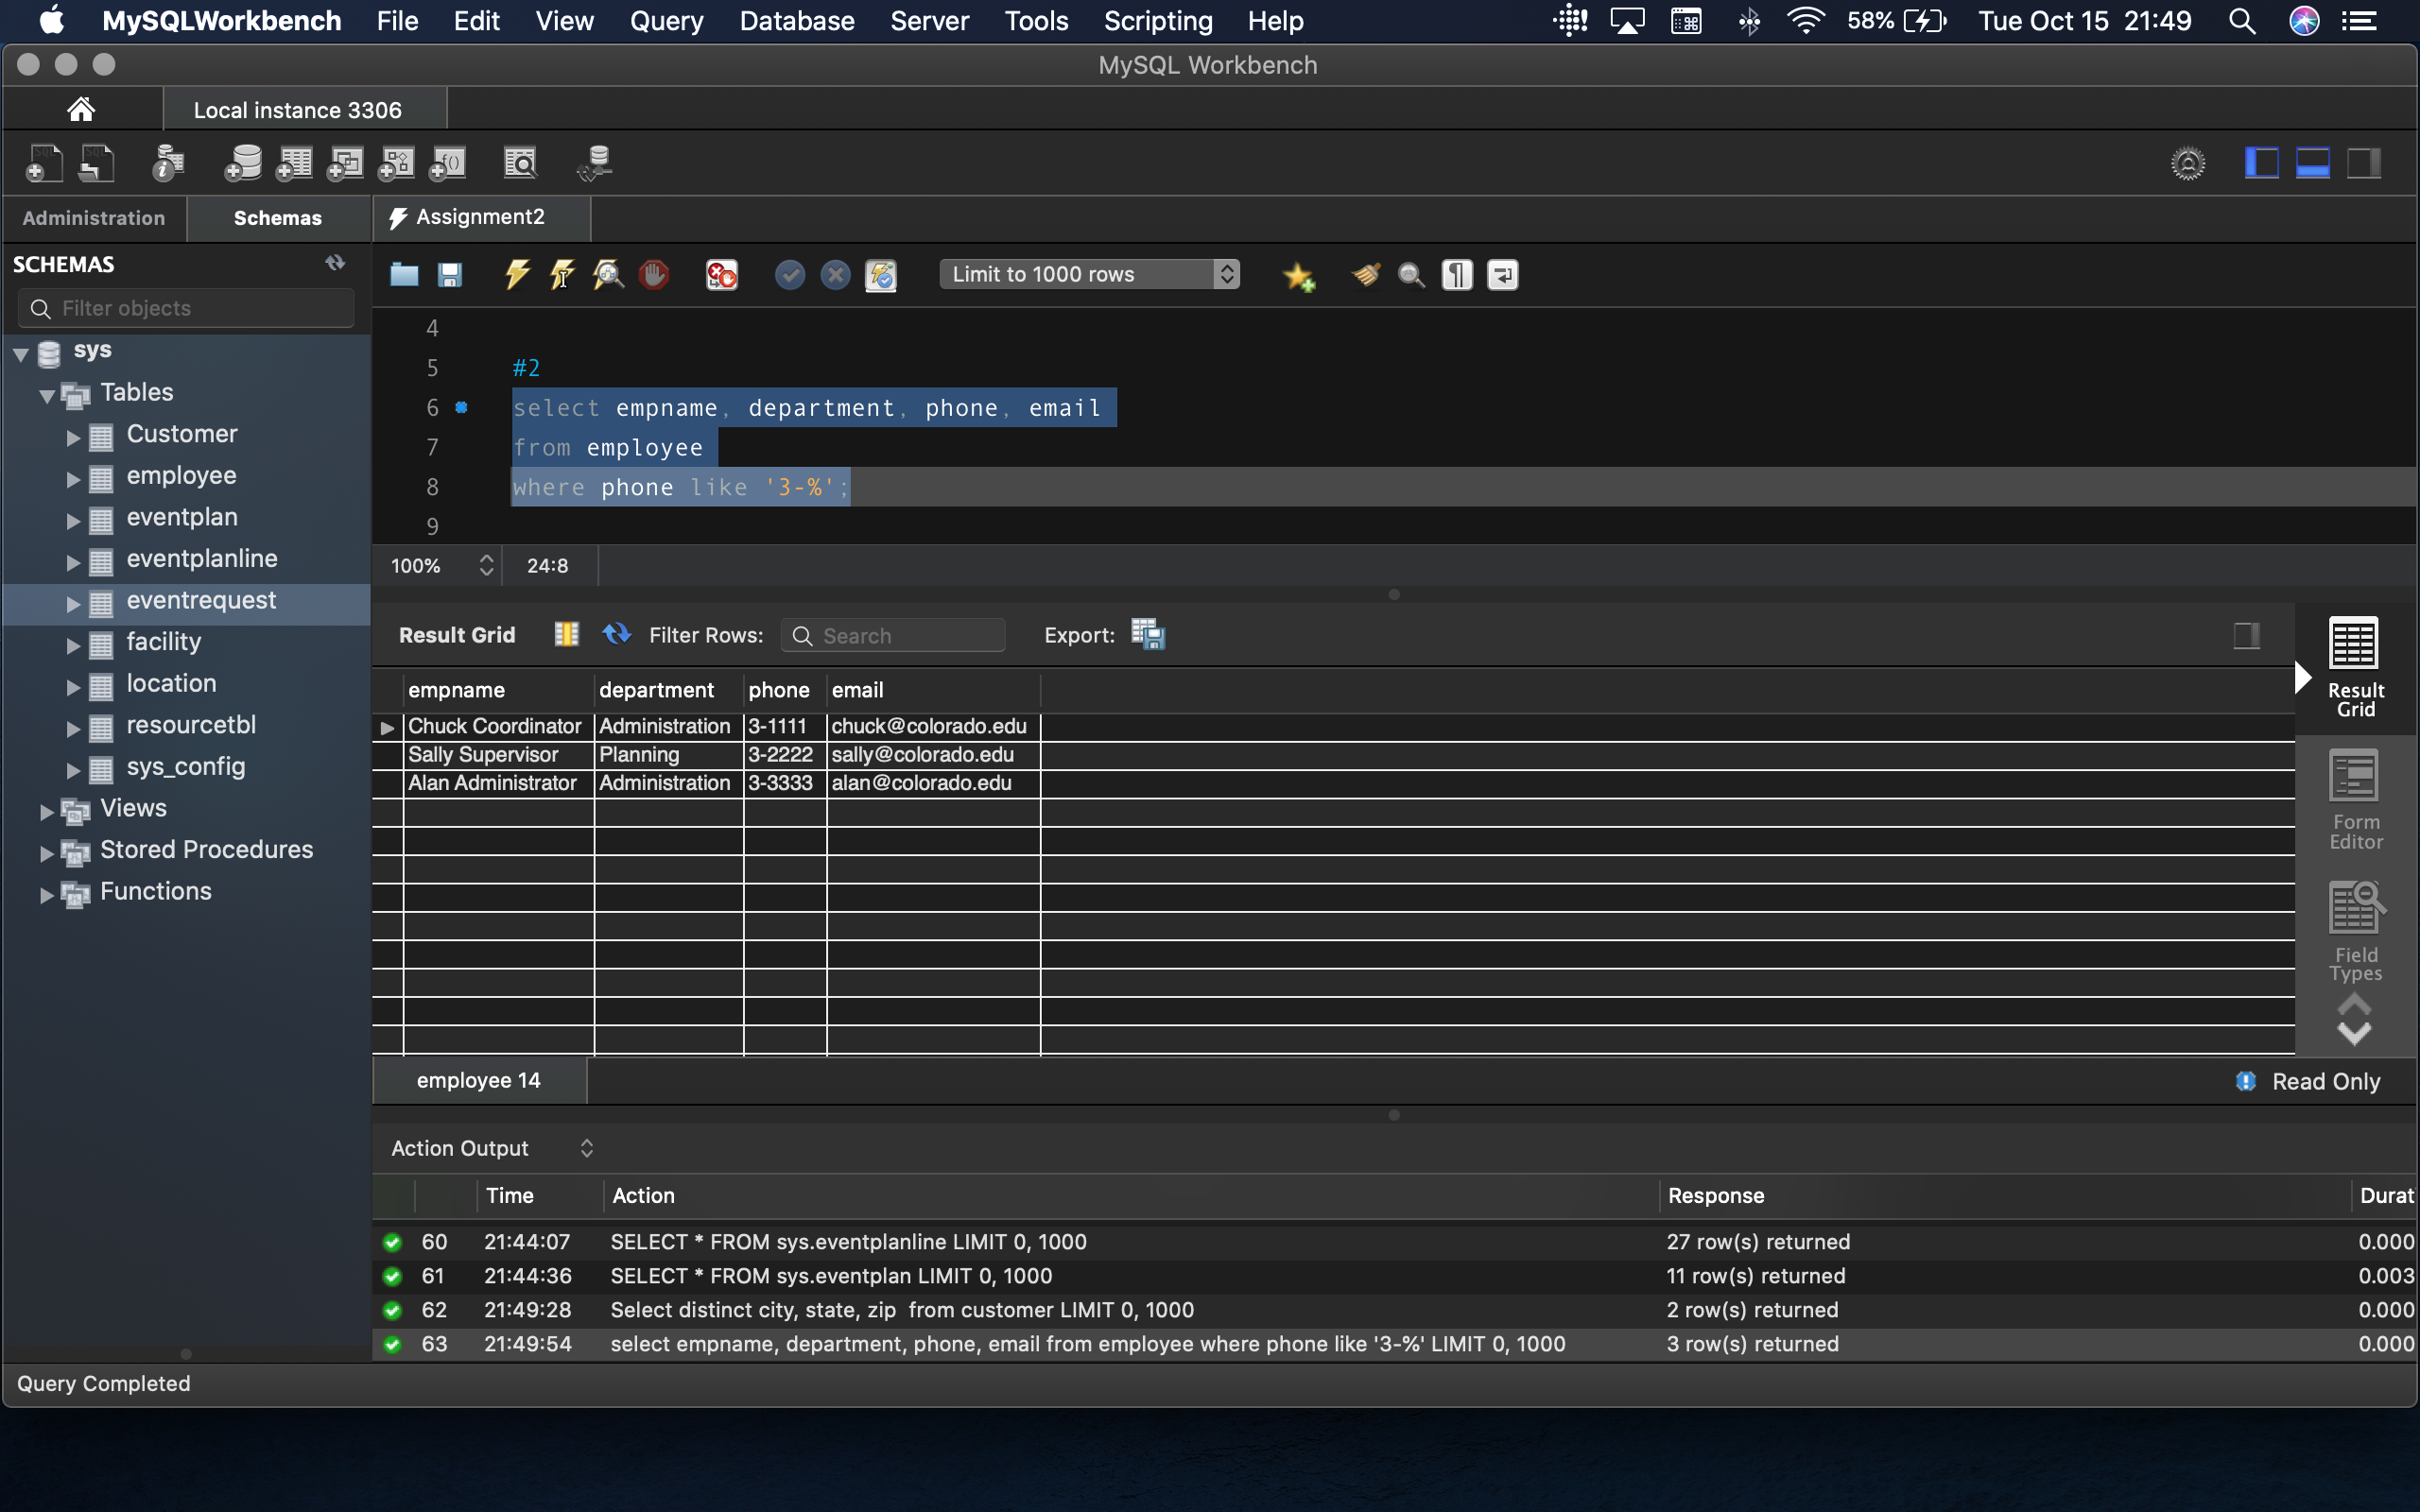 MySQLWorkbench File Edit View Query Database Server Tools Scripting Help 58% Tue Oct 15 21:49
MySQL Workbench
Local instance 3306
Administration Schemas Assignment2
SCHEMAS
Limit to 1000 rows
Filter objects
sys
Tables
Customer
employee
eventplan
eventplanline
eventrequest
facility
location
resourcetbl
sys_config
Views
Stored Procedures
Functions
4
5 #2
6 select empname, department, phone, email
7 from employee
8 where phone like '3-%';
9
100% 24:8
Result Grid Filter Rows: Search Export:
empname department phone email
Chuck Coordinator Administration 3-1111 chuck@colorado.edu
Sally Supervisor Planning 3-2222 sally@colorado.edu
Alan Administrator Administration 3-3333 alan@colorado.edu
Result
Grid
Form
Editor
Field
Types
employee 14 Read Only
Action Output
Time Action Response Durat
60 21:44:07 SELECT * FROM sys.eventplanline LIMIT 0, 1000 27 row(s) returned 0.000
61 21:44:36 SELECT * FROM sys.eventplan LIMIT 0, 1000 11 row(s) returned 0.003
62 21:49:28 Select distinct city, state, zip  from customer LIMIT 0, 1000 2 row(s) returned 0.000
63 21:49:54 select empname, department, phone, email from employee where phone like '3-%' LIMIT 0, 1000 3 row(s) returned 0.000
Query Completed